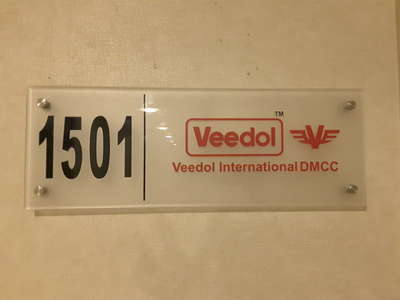 1501
Veedol ™
V
Veedol International DMCC